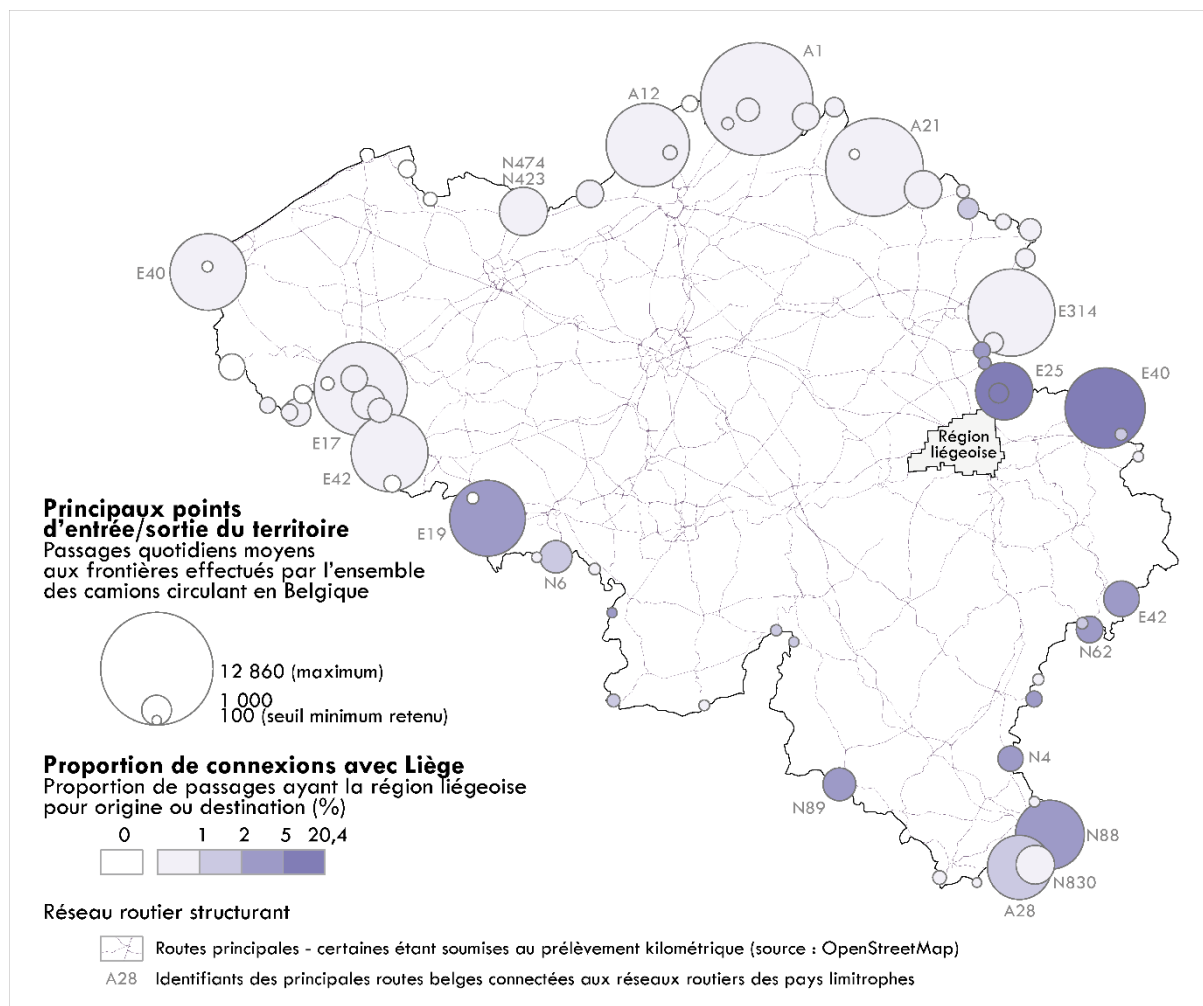 A1
A12
A21
N474
N423
E40
E314
E25
E40
Région
liégeoise
E17
E42
E19
N6
E42
N62
N4
N89
N88
N830
A28
Principaux points
d'entrée/sortie du territoire
Passages quotidiens moyens
aux frontières effectués par l'ensemble
des camions circulant en Belgique
12 860 (maximum)
1 000
100 (seuil minimum retenu)
Proportion de connexions avec Liège
Proportion de passages ayant la région liégeoise
pour origine ou destination (%)
0 1 2 5 20,4
Réseau routier structurant
Routes principales - certaines étant soumises au prélèvement kilométrique (source : OpenStreetMap)
A28 Identifiants des principales routes belges connectées aux réseaux routiers des pays limitrophes